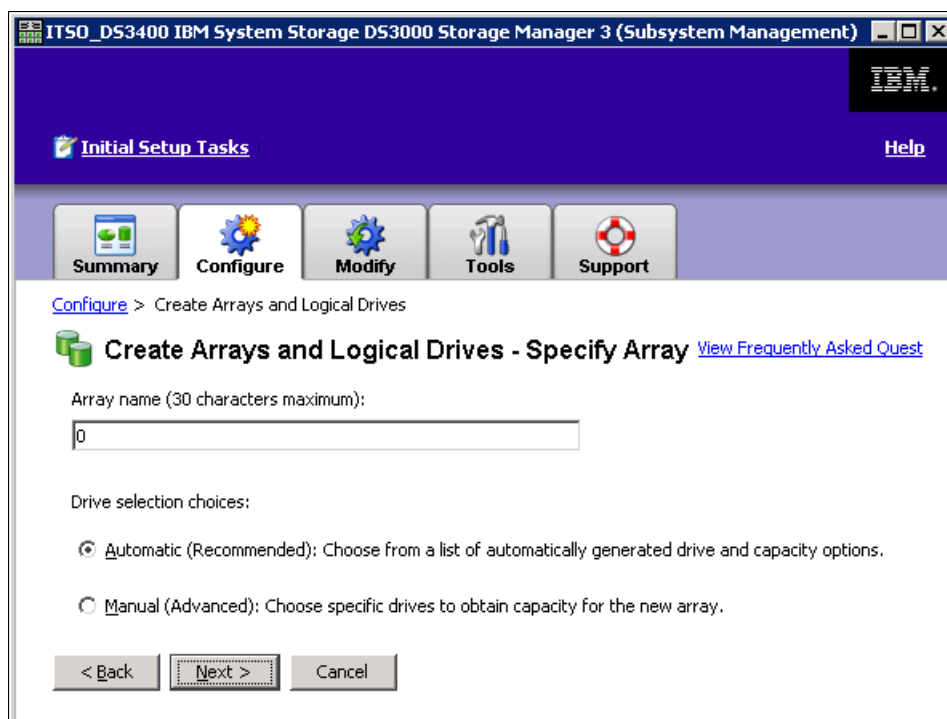 ITSO_DS3400 IBM System Storage DS3000 Storage Manager 3 (Subsystem Management)
IBM.
Initial Setup Tasks
Help
Summary
Configure
Modify
Tools
Support
Configure > Create Arrays and Logical Drives
Create Arrays and Logical Drives - Specify Array View Frequently Asked Quest
Array name (30 characters maximum):
0
Drive selection choices:
Automatic (Recommended): Choose from a list of automatically generated drive and capacity options.
Manual (Advanced): Choose specific drives to obtain capacity for the new array.
< Back
Next >
Cancel